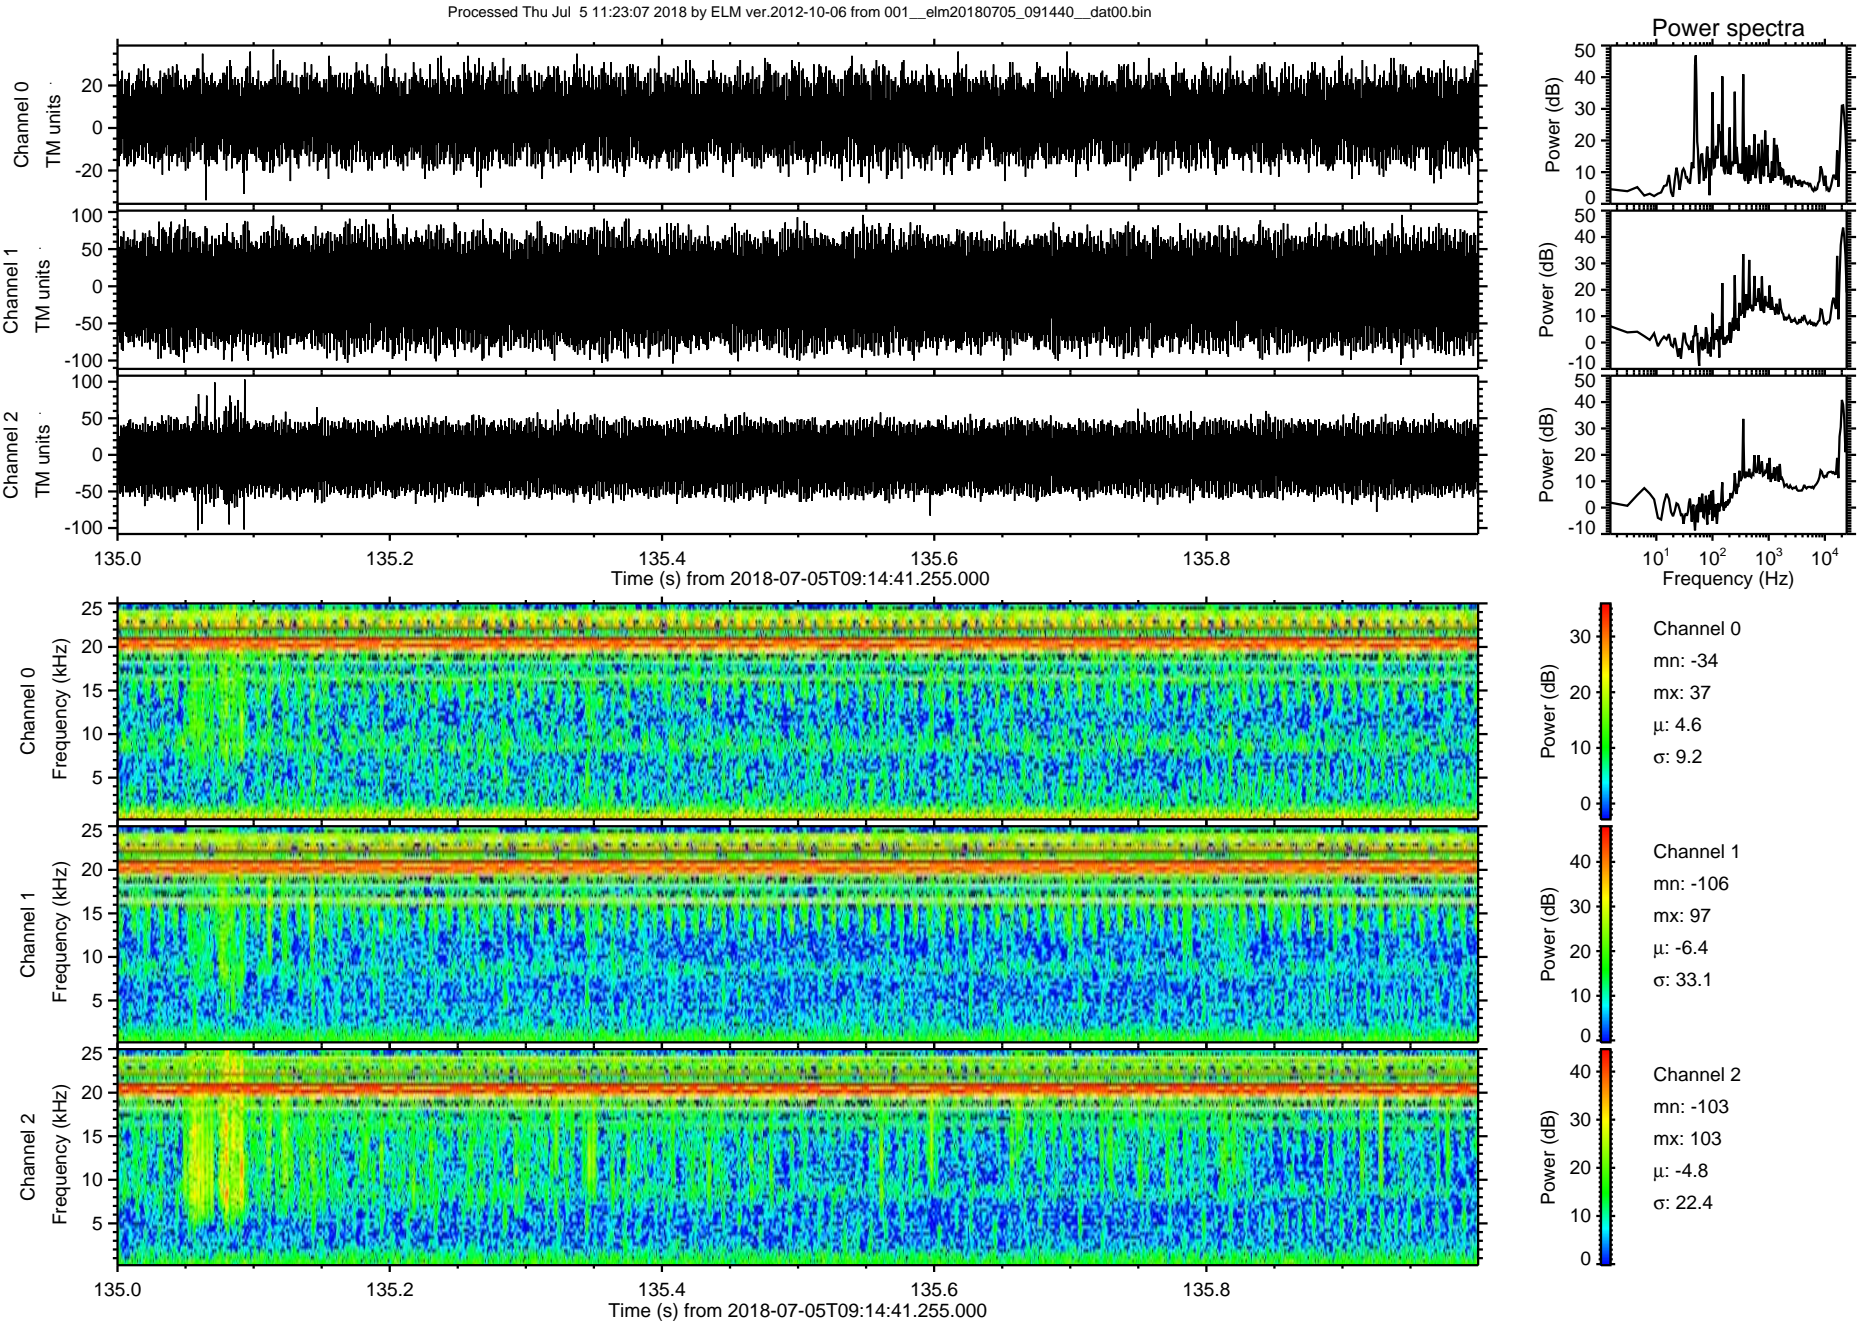 Processed Thu Jul  5 11:23:07 2018 by ELM ver.2012-10-06 from 001__elm20180705_091440__dat00.bin
Power spectra
Channel 0
TM units
20
0
-20
Power (dB)
50
40
30
20
10
0
Channel 1
TM units
100
50
0
-50
-100
Power (dB)
50
40
30
20
10
0
-10
Channel 2
TM units
100
50
0
-50
-100
Power (dB)
50
40
30
20
10
0
-10
135.0 135.2 135.4 135.6 135.8
Time (s) from 2018-07-05T09:14:41.255.000
10^1 10^2 10^3 10^4
Frequency (Hz)
Channel 0
Frequency (kHz)
25
20
15
10
5
Power (dB)
30
20
10
0
Channel 0
mn: -34
mx: 37
μ: 4.6
σ: 9.2
Channel 1
Frequency (kHz)
25
20
15
10
5
Power (dB)
40
30
20
10
0
Channel 1
mn: -106
mx: 97
μ: -6.4
σ: 33.1
Channel 2
Frequency (kHz)
25
20
15
10
5
Power (dB)
40
30
20
10
0
Channel 2
mn: -103
mx: 103
μ: -4.8
σ: 22.4
135.0 135.2 135.4 135.6 135.8
Time (s) from 2018-07-05T09:14:41.255.000